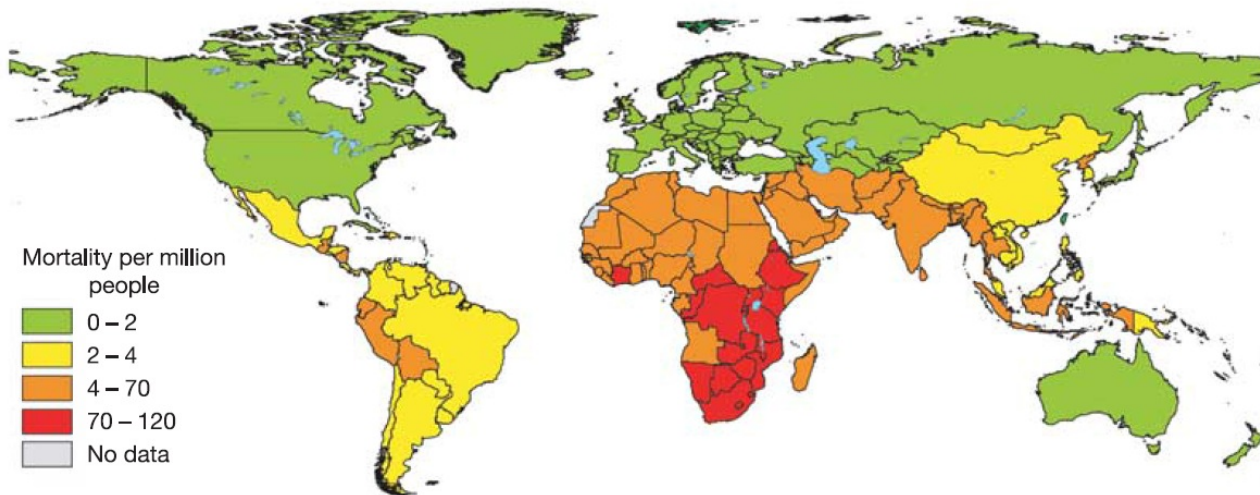 Mortality per million
people
0 – 2
2 – 4
4 – 70
70 – 120
No data